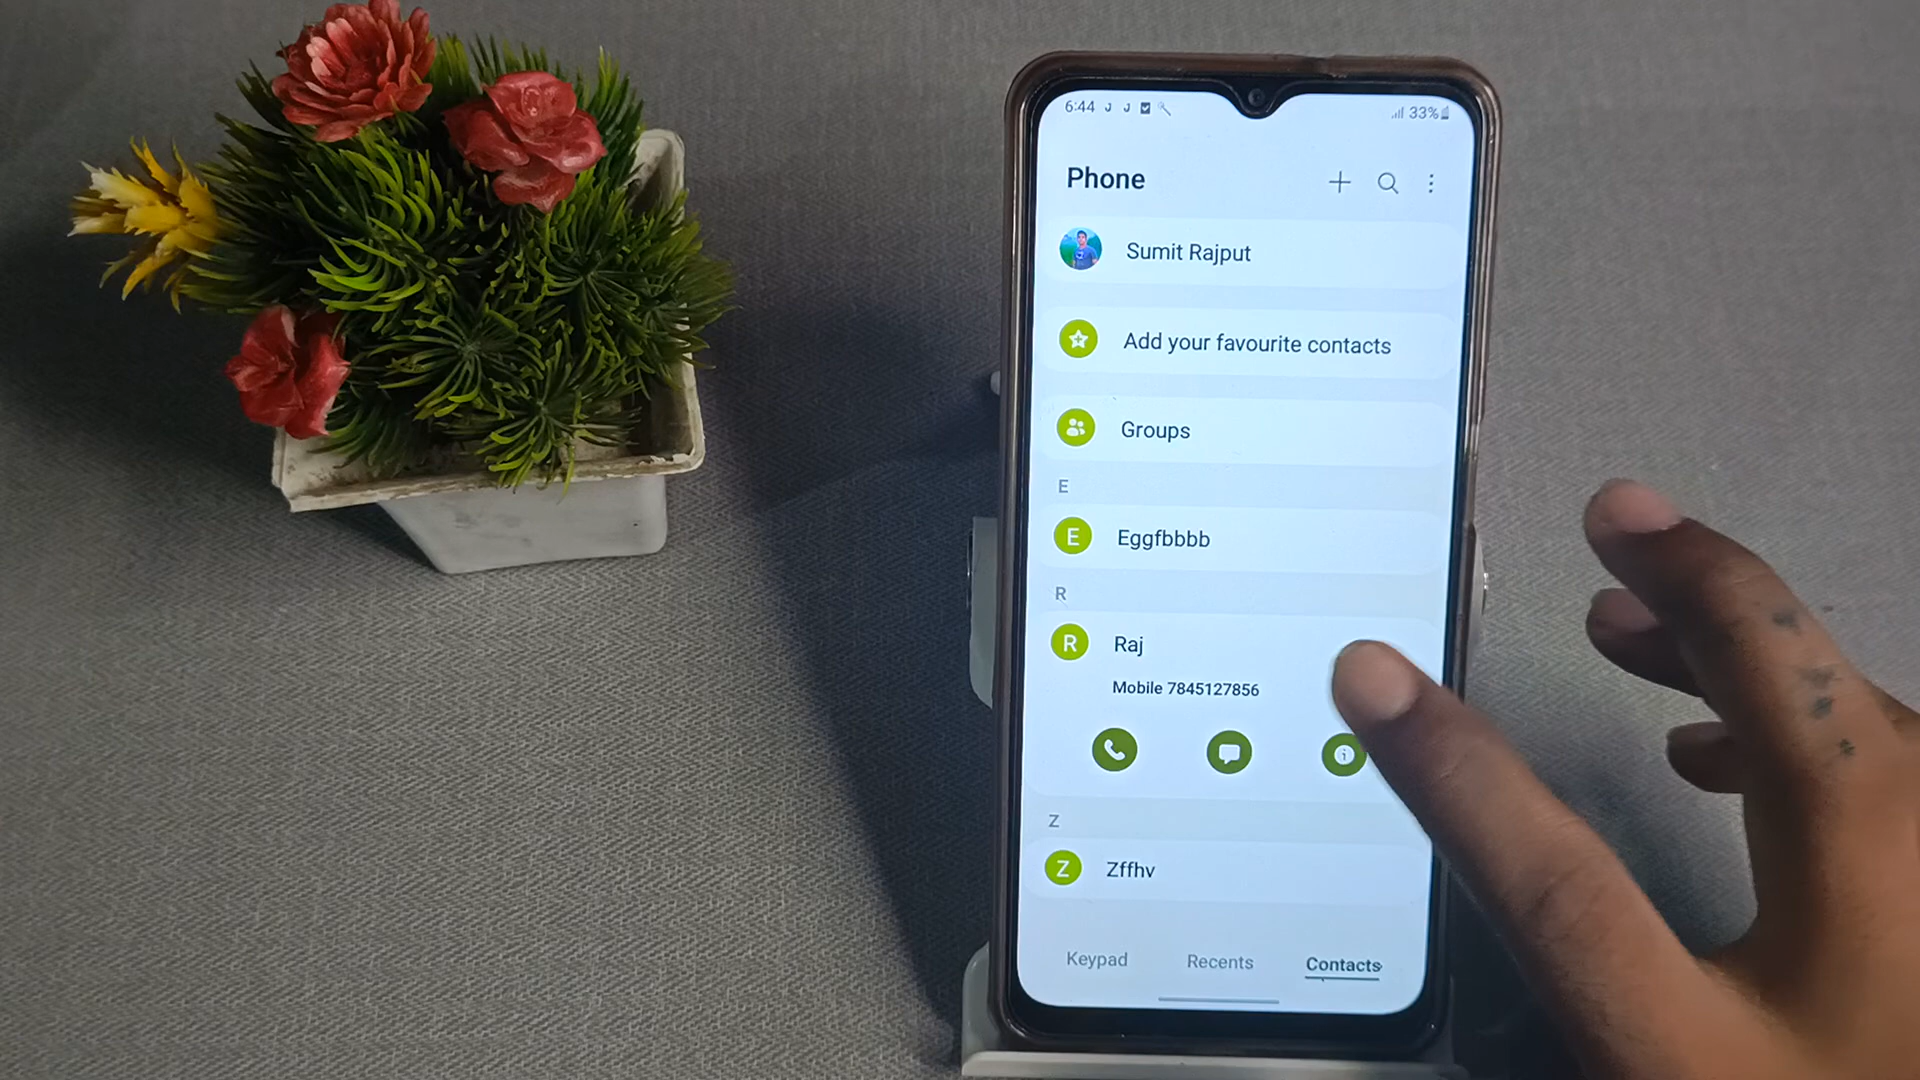 6:44
33%
Phone
Sumit Rajput
Add your favourite contacts
Groups
E
E Eggfbbbb
R
R Raj
Mobile 7845127856
Z
Z Zffhv
Keypad Recents Contacts